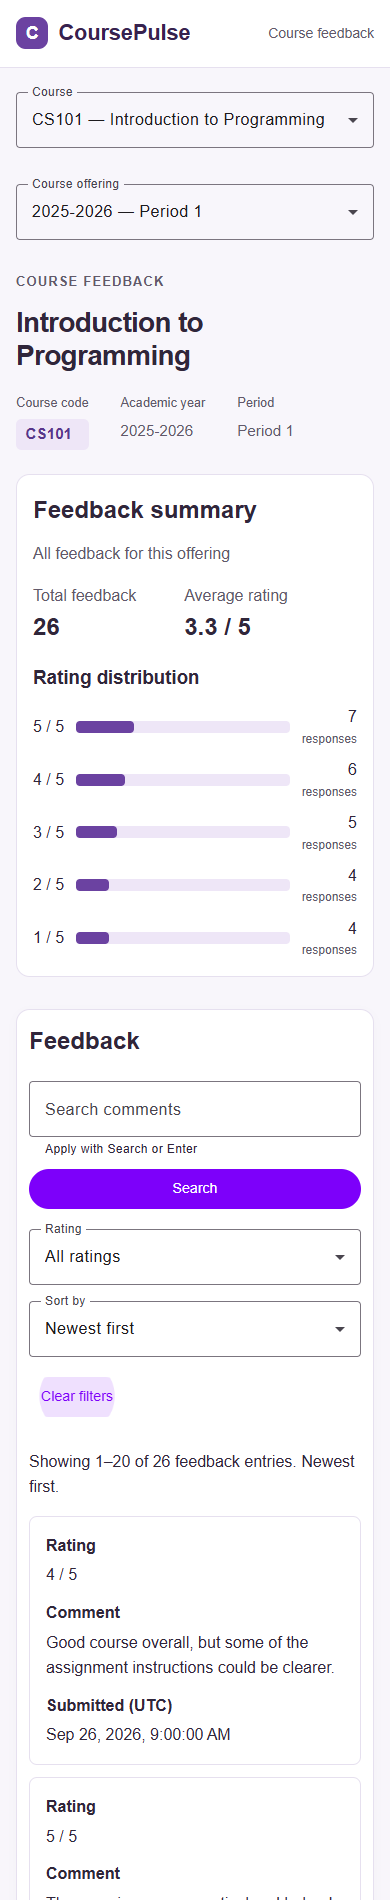 C CoursePulse Course feedback
Course
CS101 — Introduction to Programming
Course offering
2025-2026 — Period 1
COURSE FEEDBACK
Introduction to
Programming
Course code Academic year Period
CS101 2025-2026 Period 1
Feedback summary
All feedback for this offering
Total feedback Average rating
26 3.3 / 5
Rating distribution
5 / 5 7
responses
4 / 5 6
responses
3 / 5 5
responses
2 / 5 4
responses
1 / 5 4
responses
Feedback
Search comments
Apply with Search or Enter
Search
Rating
All ratings
Sort by
Newest first
Clear filters
Showing 1–20 of 26 feedback entries. Newest
first.
Rating
4 / 5
Comment
Good course overall, but some of the
assignment instructions could be clearer.
Submitted (UTC)
Sep 26, 2026, 9:00:00 AM
Rating
5 / 5
Comment